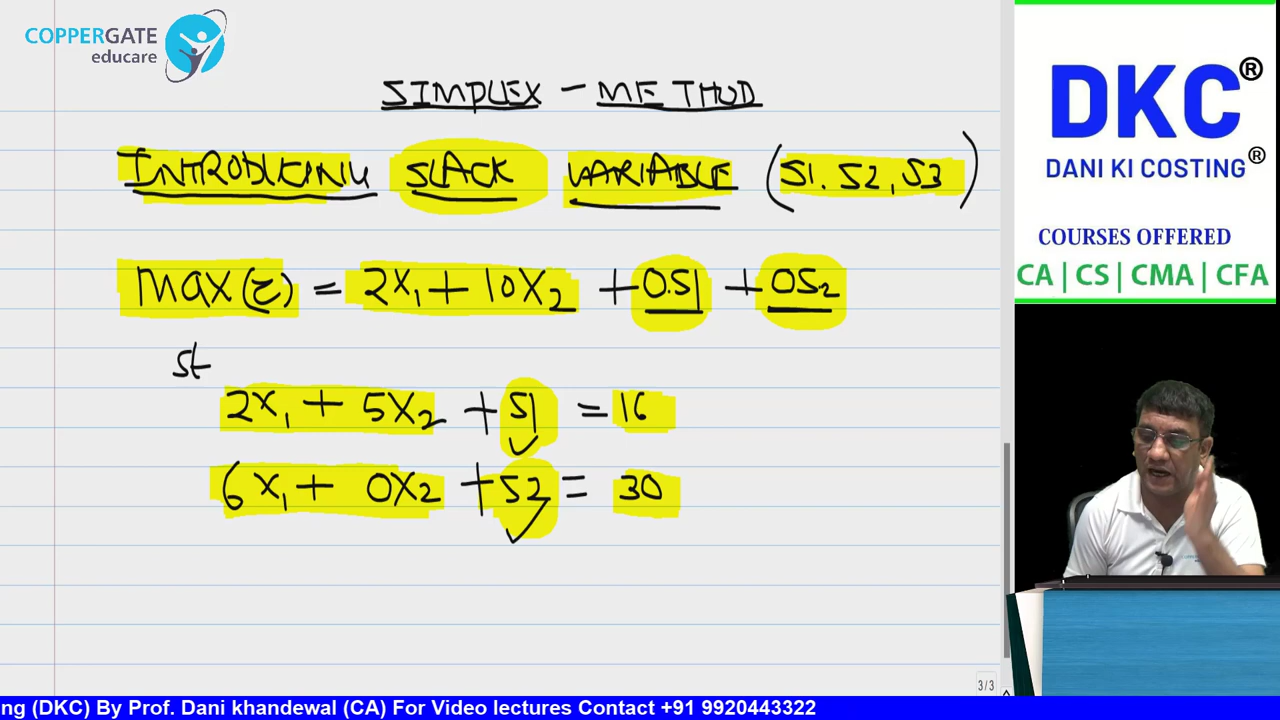 COPPERGATE
educare
SIMPLEX - METHOD
INTRODUCING SLACK VARIABLE (S1. S2, S3)
Max(Z) = 2X₁ + 10X₂ + 0.S1 + 0S₂
St
2X₁ + 5X₂ + S1 = 16
6X₁ + 0X₂ + S2 = 30
3/3
DKC®
DANI KI COSTING®
COURSES OFFERED
CA | CS | CMA | CFA
ng (DKC) By Prof. Dani khandewal (CA) For Video lectures Contact +91 9920443322